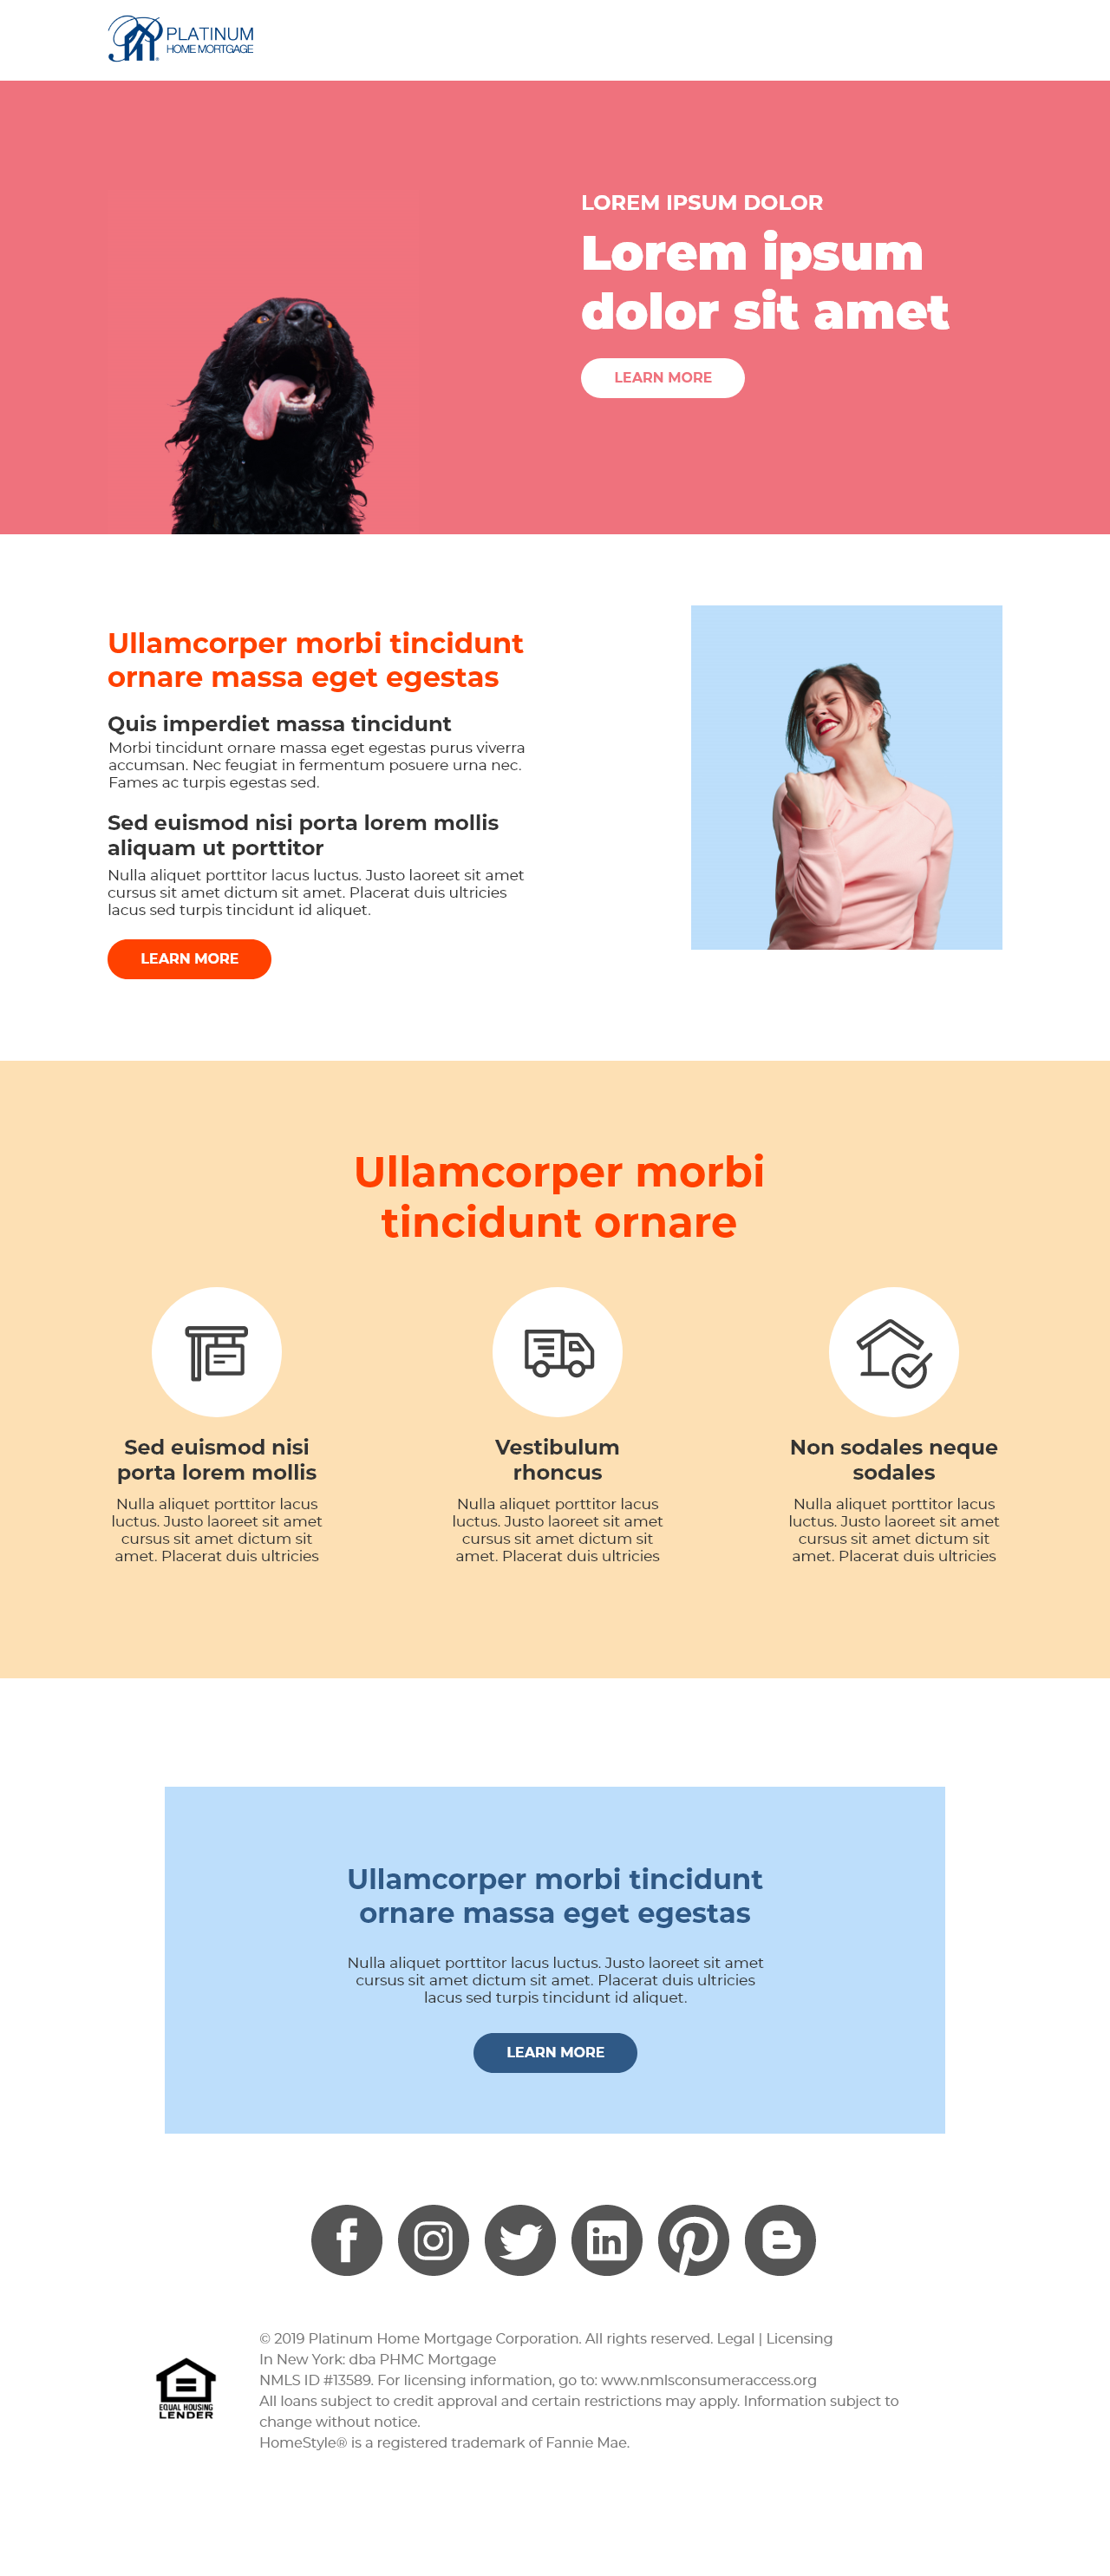 PLATINUM
HOME MORTGAGE
LOREM IPSUM DOLOR
Lorem ipsum
dolor sit amet
LEARN MORE
Ullamcorper morbi tincidunt
ornare massa eget egestas
Quis imperdiet massa tincidunt
Morbi tincidunt ornare massa eget egestas purus viverra
accumsan. Nec feugiat in fermentum posuere urna nec.
Fames ac turpis egestas sed.
Sed euismod nisi porta lorem mollis
aliquam ut porttitor
Nulla aliquet porttitor lacus luctus. Justo laoreet sit amet
cursus sit amet dictum sit amet. Placerat duis ultricies
lacus sed turpis tincidunt id aliquet.
LEARN MORE
Ullamcorper morbi
tincidunt ornare
Sed euismod nisi
porta lorem mollis
Nulla aliquet porttitor lacus
luctus. Justo laoreet sit amet
cursus sit amet dictum sit
amet. Placerat duis ultricies
Vestibulum
rhoncus
Nulla aliquet porttitor lacus
luctus. Justo laoreet sit amet
cursus sit amet dictum sit
amet. Placerat duis ultricies
Non sodales neque
sodales
Nulla aliquet porttitor lacus
luctus. Justo laoreet sit amet
cursus sit amet dictum sit
amet. Placerat duis ultricies
Ullamcorper morbi tincidunt
ornare massa eget egestas
Nulla aliquet porttitor lacus luctus. Justo laoreet sit amet
cursus sit amet dictum sit amet. Placerat duis ultricies
lacus sed turpis tincidunt id aliquet.
LEARN MORE
EQUAL HOUSING
LENDER
© 2019 Platinum Home Mortgage Corporation. All rights reserved. Legal | Licensing
In New York: dba PHMC Mortgage
NMLS ID #13589. For licensing information, go to: www.nmlsconsumeraccess.org
All loans subject to credit approval and certain restrictions may apply. Information subject to
change without notice.
HomeStyle® is a registered trademark of Fannie Mae.